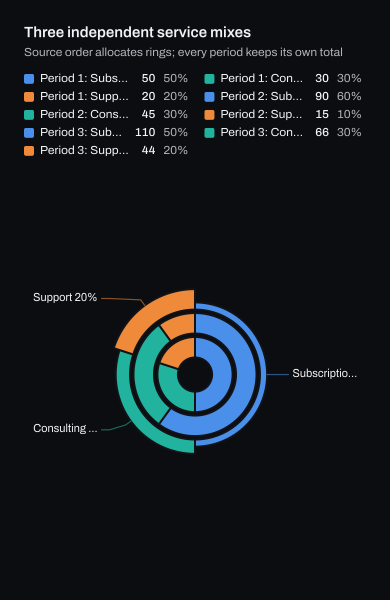 Three independent service mixes
Source order allocates rings; every period keeps its own total
Period 1: Subs... 50 50% Period 1: Con... 30 30%
Period 1: Supp... 20 20% Period 2: Sub... 90 60%
Period 2: Cons... 45 30% Period 2: Sup... 15 10%
Period 3: Sub... 110 50% Period 3: Con... 66 30%
Period 3: Supp... 44 20%
Support 20%
Subscriptio...
Consulting ...